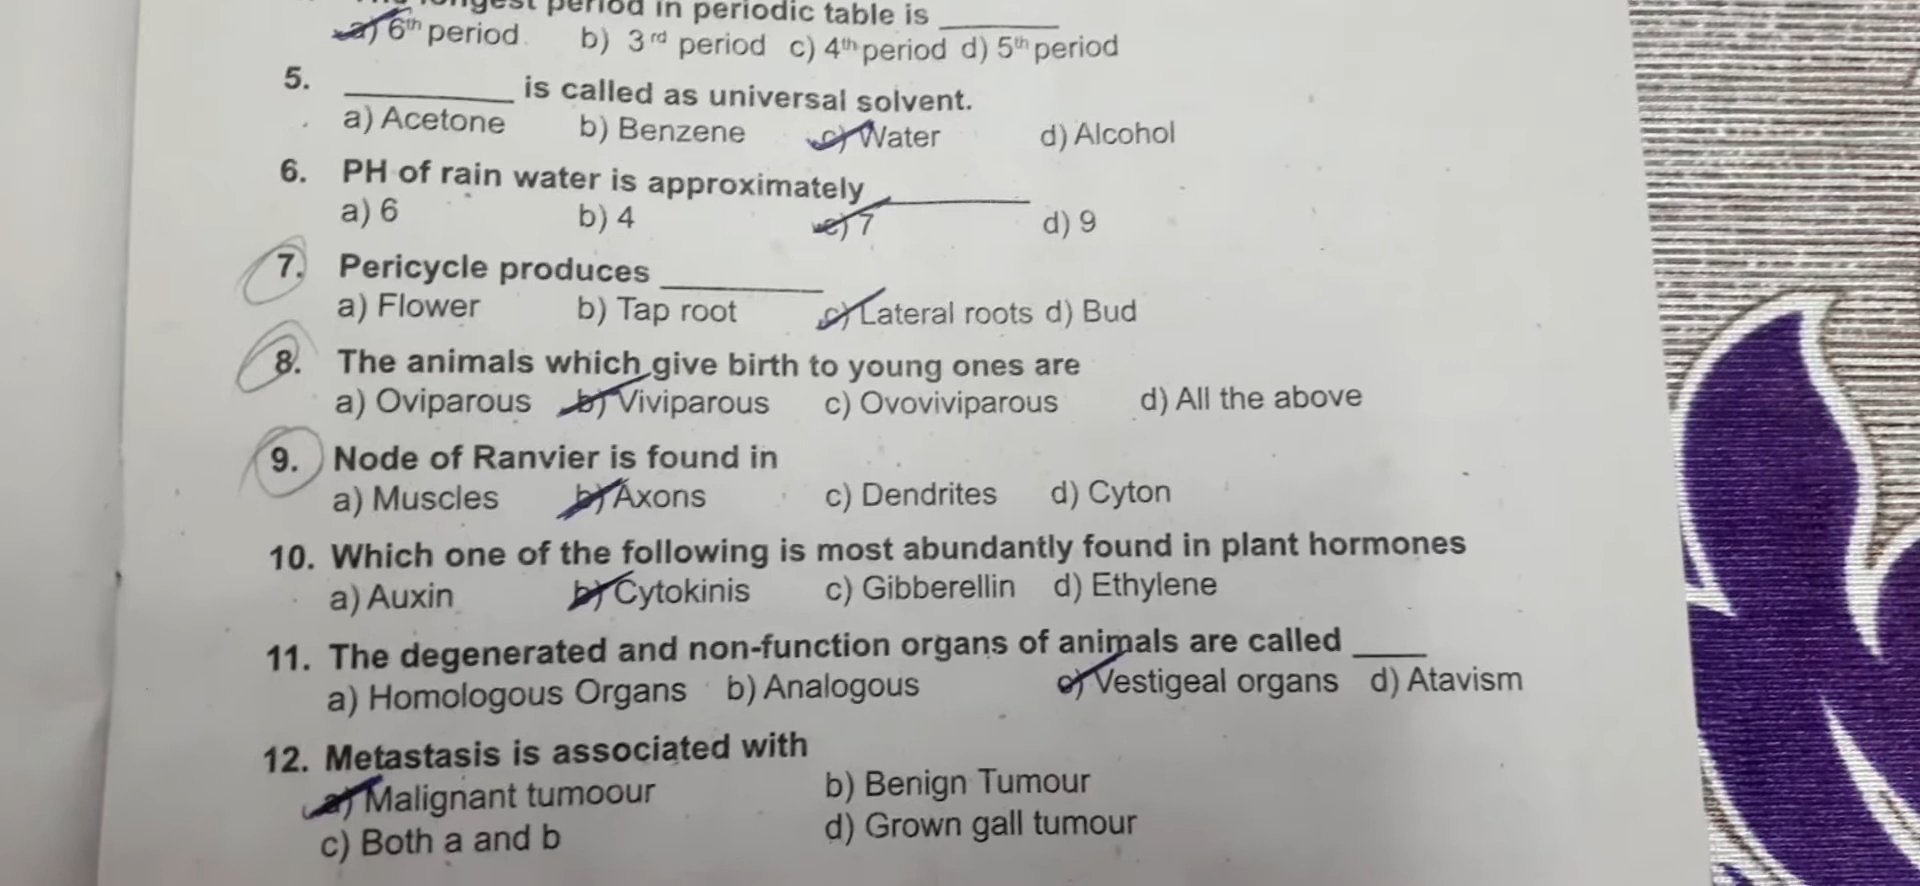 longest period in periodic table is ________
a) 6th period b) 3rd period c) 4th period d) 5th period
5. ________ is called as universal solvent.
a) Acetone b) Benzene c) Water d) Alcohol
6. PH of rain water is approximately ________
a) 6 b) 4 c) 7 d) 9
7. Pericycle produces ________
a) Flower b) Tap root c) Lateral roots d) Bud
8. The animals which give birth to young ones are
a) Oviparous b) Viviparous c) Ovoviviparous d) All the above
9. Node of Ranvier is found in
a) Muscles b) Axons c) Dendrites d) Cyton
10. Which one of the following is most abundantly found in plant hormones
a) Auxin b) Cytokinis c) Gibberellin d) Ethylene
11. The degenerated and non-function organs of animals are called ____
a) Homologous Organs b) Analogous c) Vestigeal organs d) Atavism
12. Metastasis is associated with
a) Malignant tumoour b) Benign Tumour
c) Both a and b d) Grown gall tumour